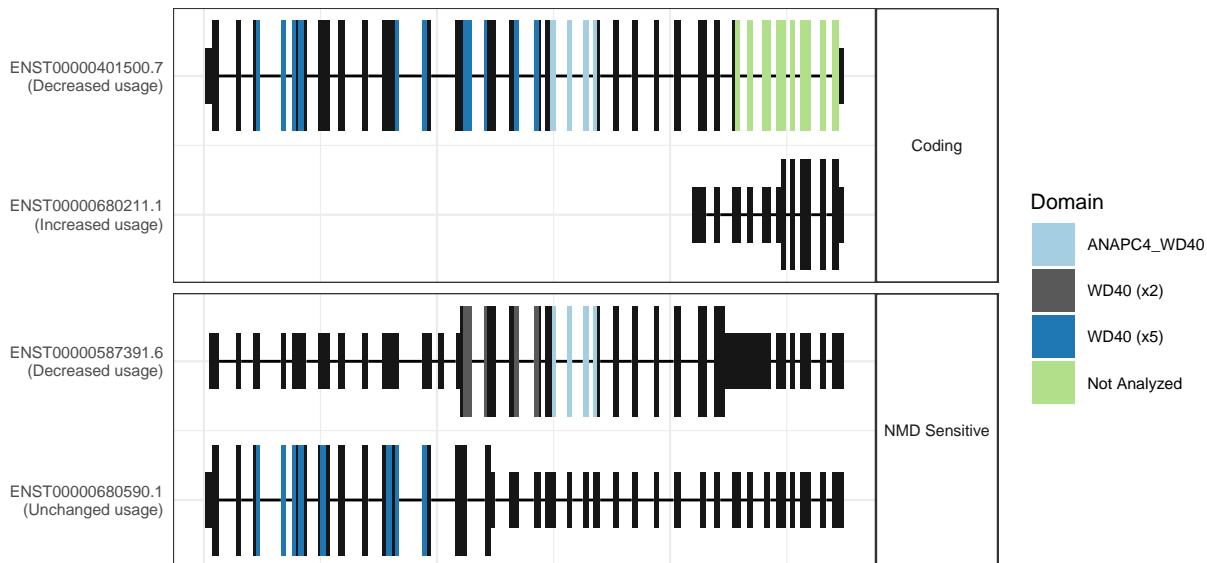 ENST00000401500.7
(Decreased usage)
Coding
ENST00000680211.1
(Increased usage)
ENST00000587391.6
(Decreased usage)
NMD Sensitive
ENST00000680590.1
(Unchanged usage)
Domain
ANAPC4_WD40
WD40 (x2)
WD40 (x5)
Not Analyzed